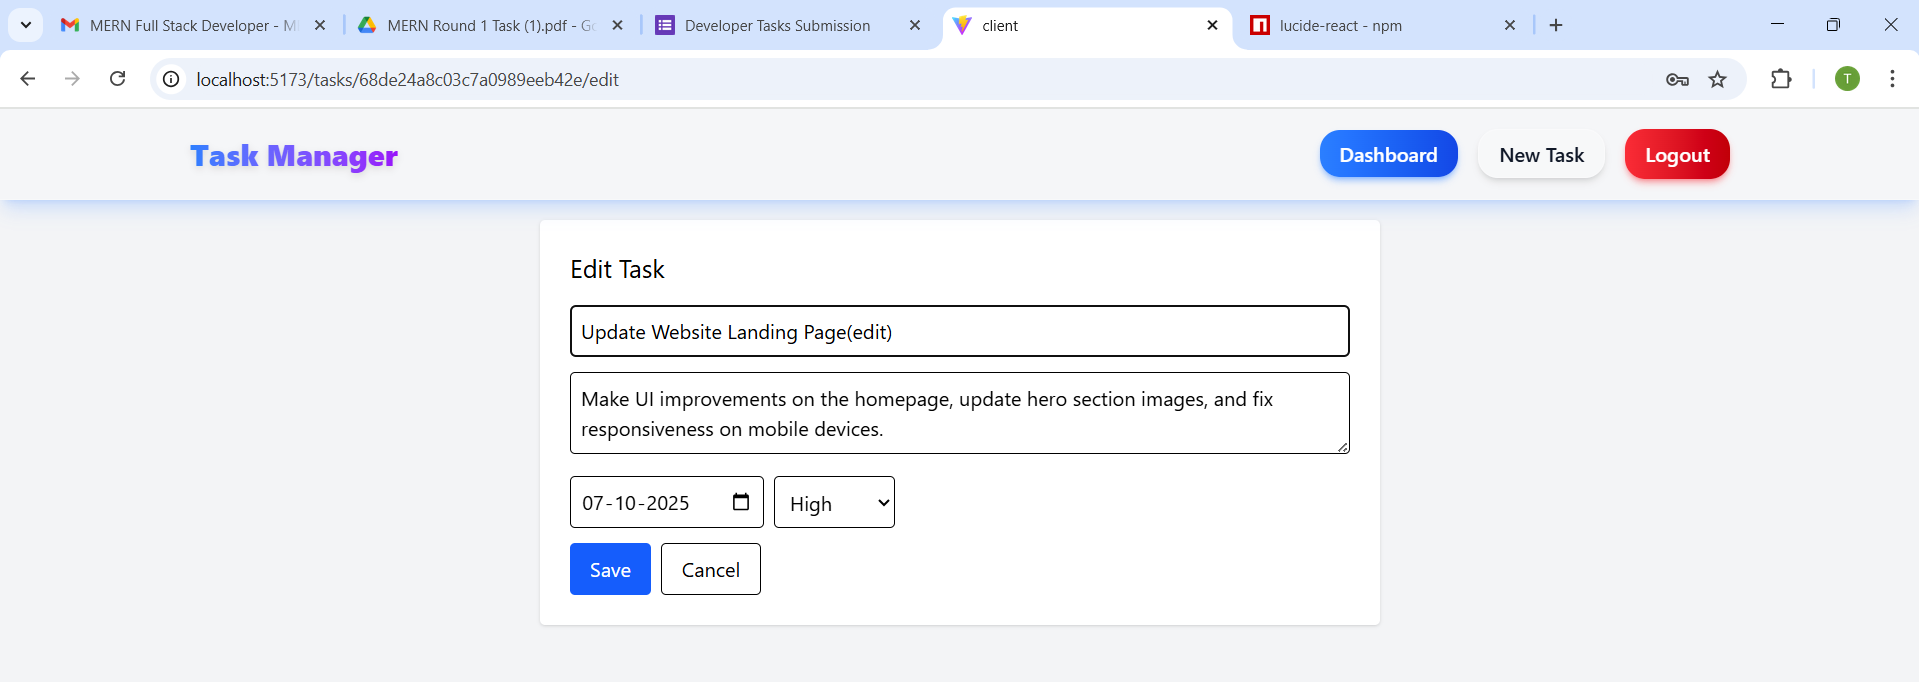 MERN Full Stack Developer - M
MERN Round 1 Task (1).pdf - Go
Developer Tasks Submission
client
lucide-react - npm
localhost:5173/tasks/68de24a8c03c7a0989eeb42e/edit
T
Task Manager
Dashboard
New Task
Logout
Edit Task
Update Website Landing Page(edit)
Make UI improvements on the homepage, update hero section images, and fix
responsiveness on mobile devices.
07-10-2025
High
Save
Cancel